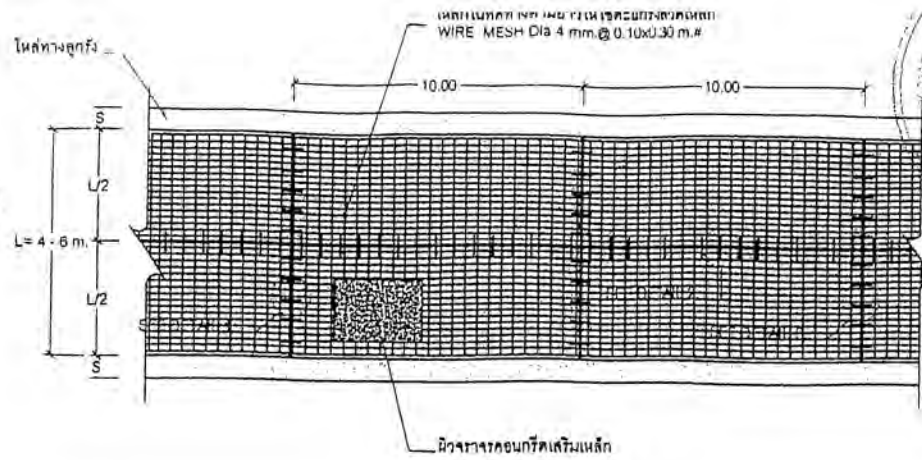 WIRE MESH Dia 4 mm.@ 0.10x0.30 m.#
ไหล่ทางลูกรัง
10.00 10.00
S
L/2
L= 4 - 6 m.
L/2
S
ผิวจราจรคอนกรีตเสริมเหล็ก